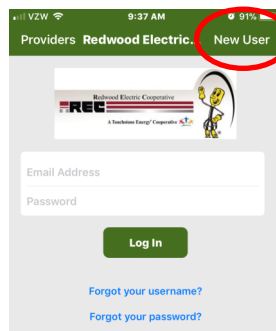 VZW 9:37 AM 91%
Providers Redwood Electric... New User
Redwood Electric Cooperative
REC
A Touchstone Energy® Cooperative
Email Address
Password
Log In
Forgot your username?
Forgot your password?